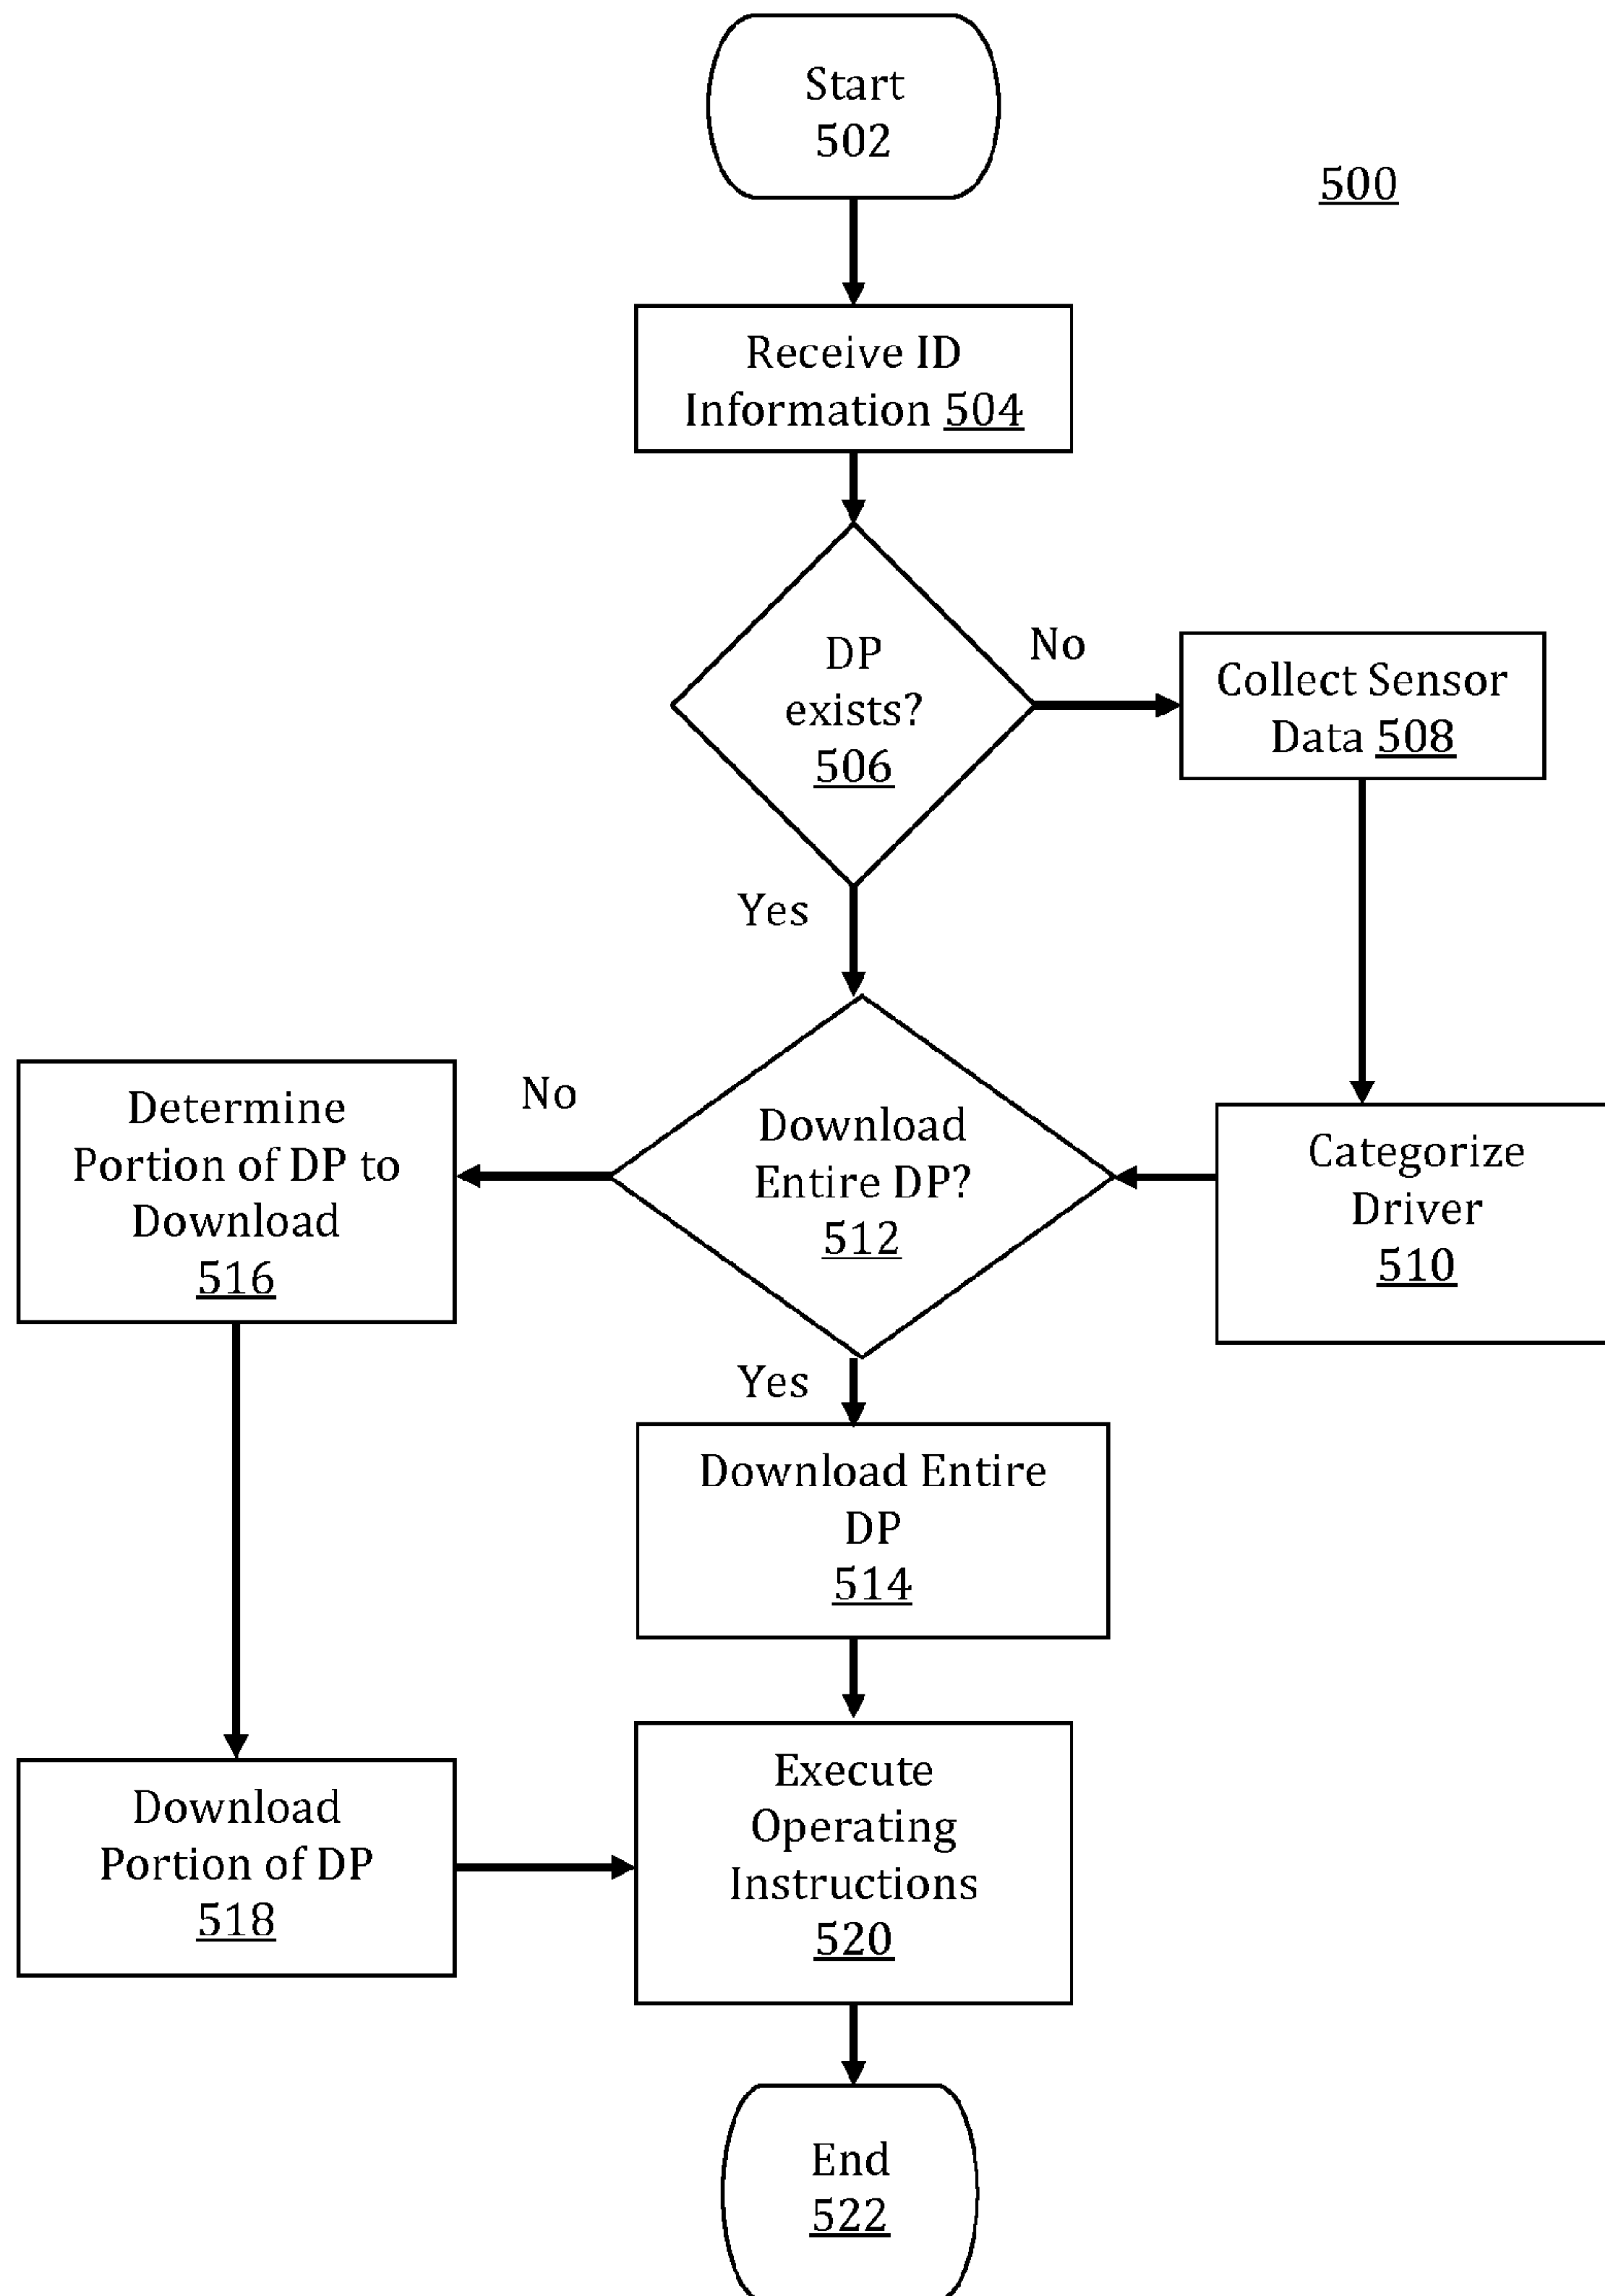 Start
502
500
Receive ID
Information 504
DP
exists?
506
No
Collect Sensor
Data 508
Yes
Determine
Portion of DP to
Download
516
No
Download
Entire DP?
512
Categorize
Driver
510
Yes
Download Entire
DP
514
Download
Portion of DP
518
Execute
Operating
Instructions
520
End
522